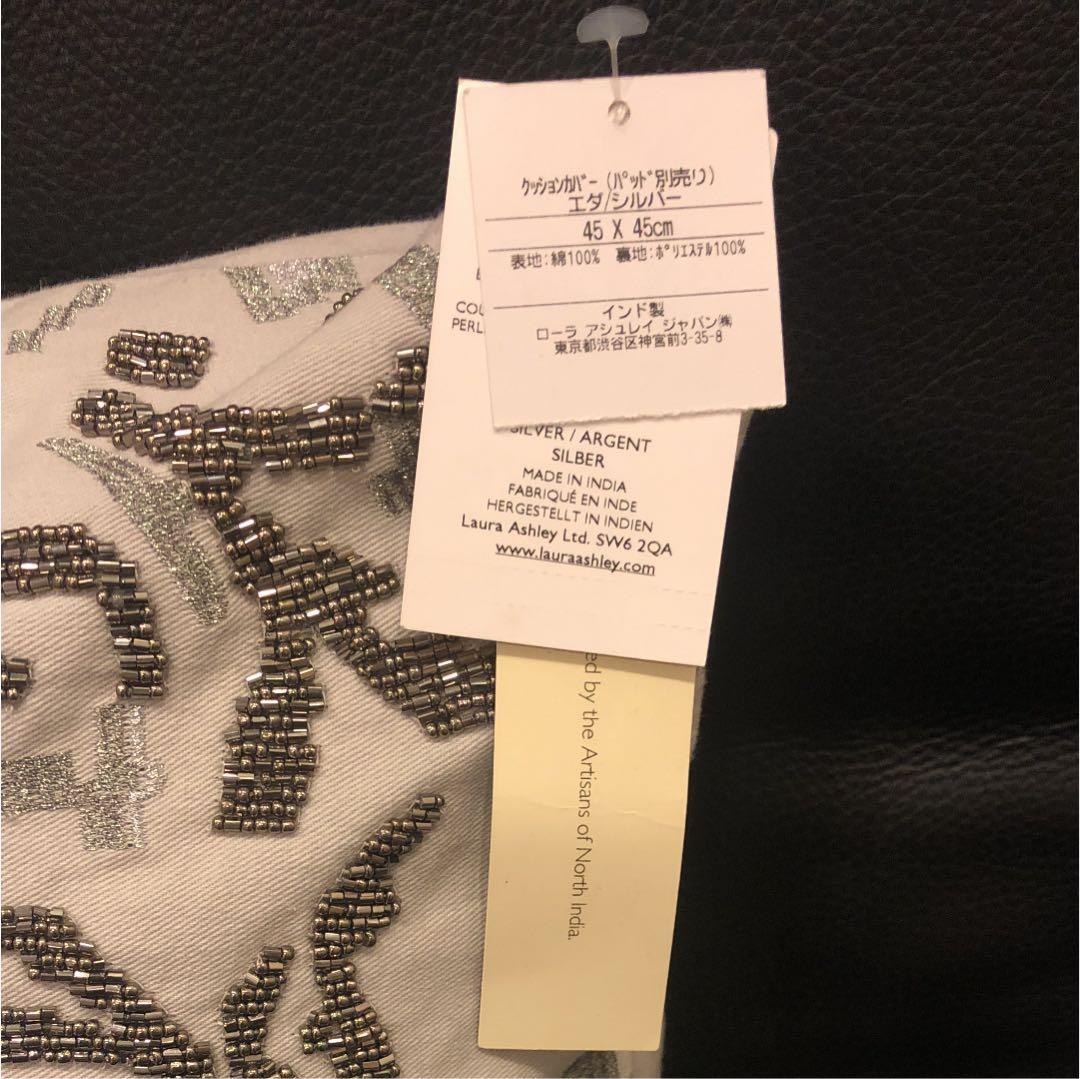 クッションカバー (パッド別売り)
エダ/シルバー
45 X 45cm
表地:綿100% 裏地:ポリエステル100%
インド製
ローラ アシュレイ ジャパン㈱
東京都渋谷区神宮前3-35-8
COL
PERL
SILVER / ARGENT
SILBER
MADE IN INDIA
FABRIQUÉ EN INDE
HERGESTELLT IN INDIEN
Laura Ashley Ltd. SW6 2QA
www.lauraashley.com
ed by the Artisans of North India.